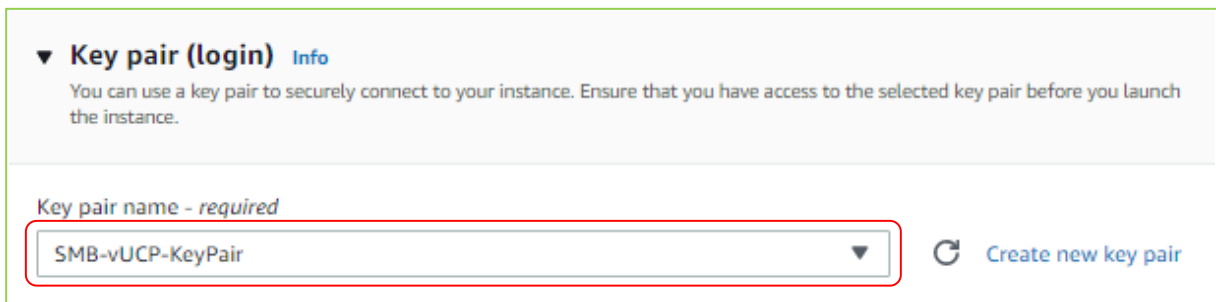 Key pair (login) Info
You can use a key pair to securely connect to your instance. Ensure that you have access to the selected key pair before you launch
the instance.
Key pair name - required
SMB-vUCP-KeyPair
Create new key pair